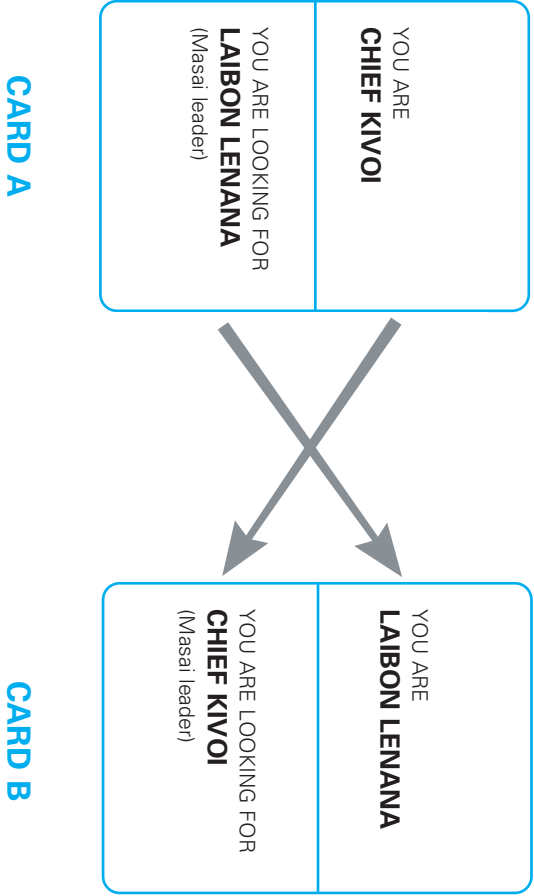 YOU ARE
CHIEF KIVOI
YOU ARE LOOKING FOR
LAIBON LENANA
(Masai leader)
CARD A
YOU ARE
LAIBON LENANA
YOU ARE LOOKING FOR
CHIEF KIVOI
(Masai leader)
CARD B